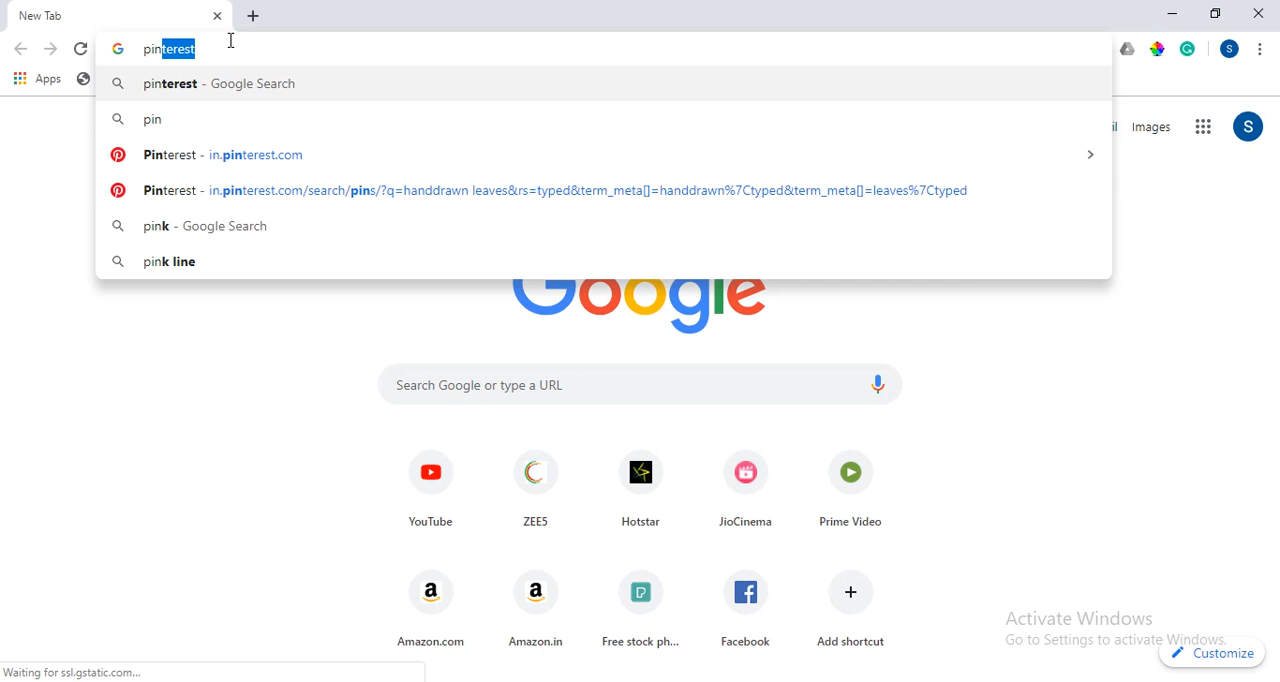 New Tab
pinterest
Apps
pinterest - Google Search
pin
Pinterest - in.pinterest.com
Pinterest - in.pinterest.com/search/pins/?q=handdrawn leaves&rs=typed&term_meta[]=handdrawn%7Ctyped&term_meta[]=leaves%7Ctyped
pink - Google Search
pink line
Images
S
S
Google
Search Google or type a URL
YouTube
ZEE5
Hotstar
JioCinema
Prime Video
Amazon.com
Amazon.in
Free stock ph...
Facebook
Add shortcut
Activate Windows
Go to Settings to activate Windows.
Customize
Waiting for ssl.gstatic.com...